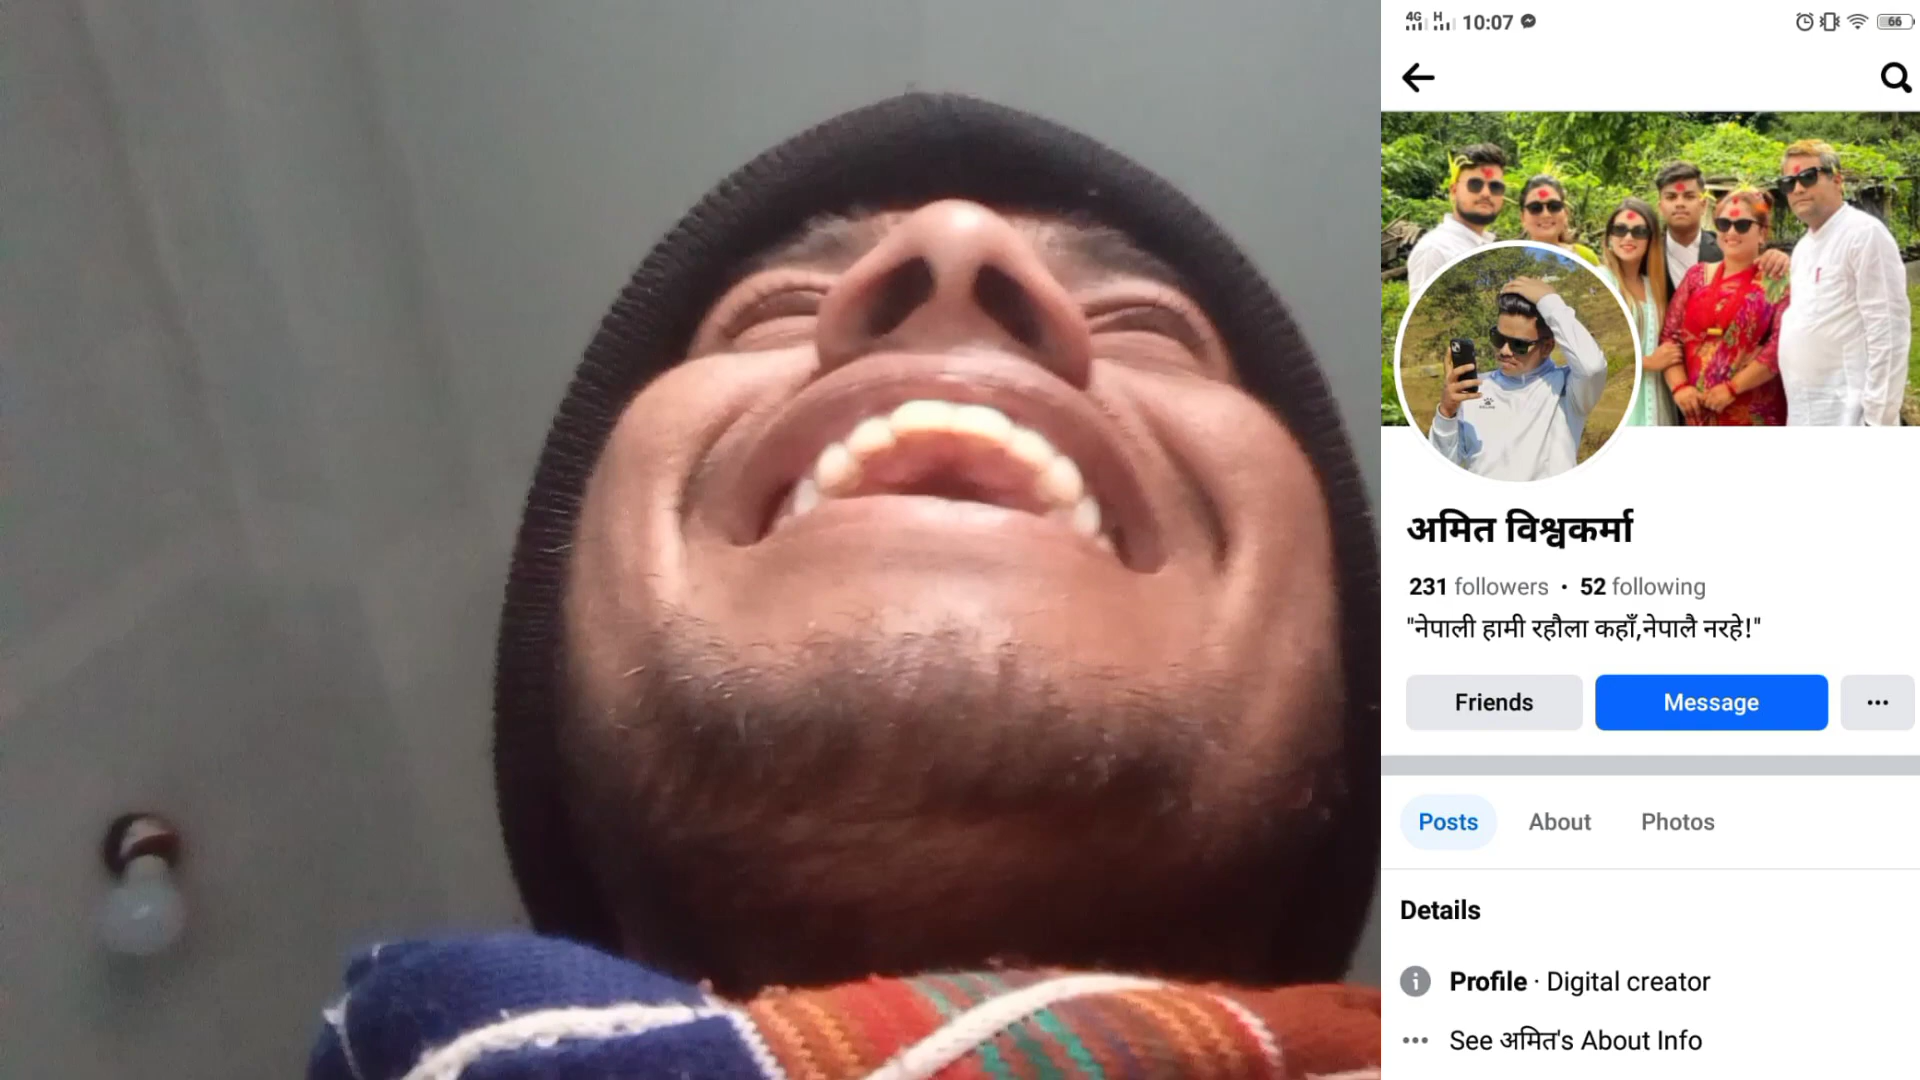 4G H 10:07 66
अमित विश्वकर्मा
231 followers • 52 following
"नेपाली हामी रहौला कहाँ,नेपालै नरहे!"
Friends Message
Posts About Photos
Details
Profile · Digital creator
See अमित's About Info